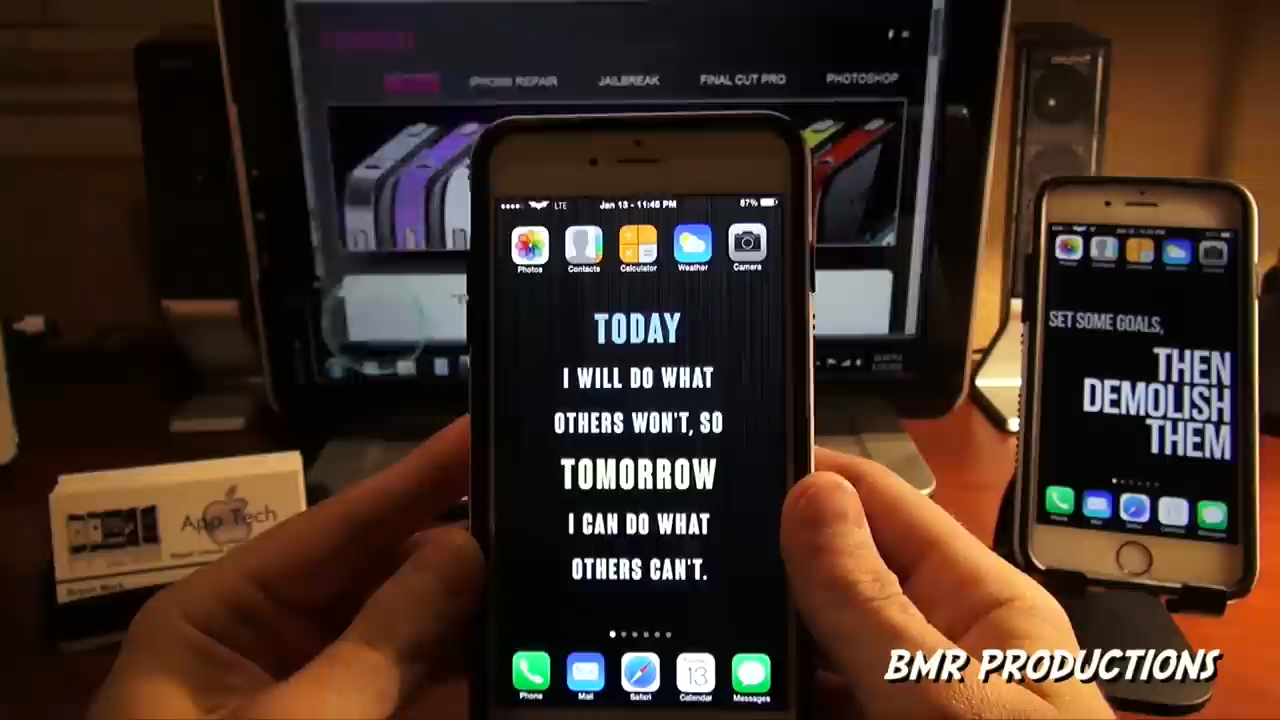 IPHONE REPAIR JAILBREAK FINAL CUT PRO PHOTOSHOP
LTE Jan 13 - 11:45 PM 87%
Photos Contacts Calculator Weather Camera
TODAY
I WILL DO WHAT
OTHERS WON'T, SO
TOMORROW
I CAN DO WHAT
OTHERS CAN'T.
13
Phone Mail Safari Calendar Messages
SET SOME GOALS,
THEN
DEMOLISH
THEM
App Tech
BMR PRODUCTIONS